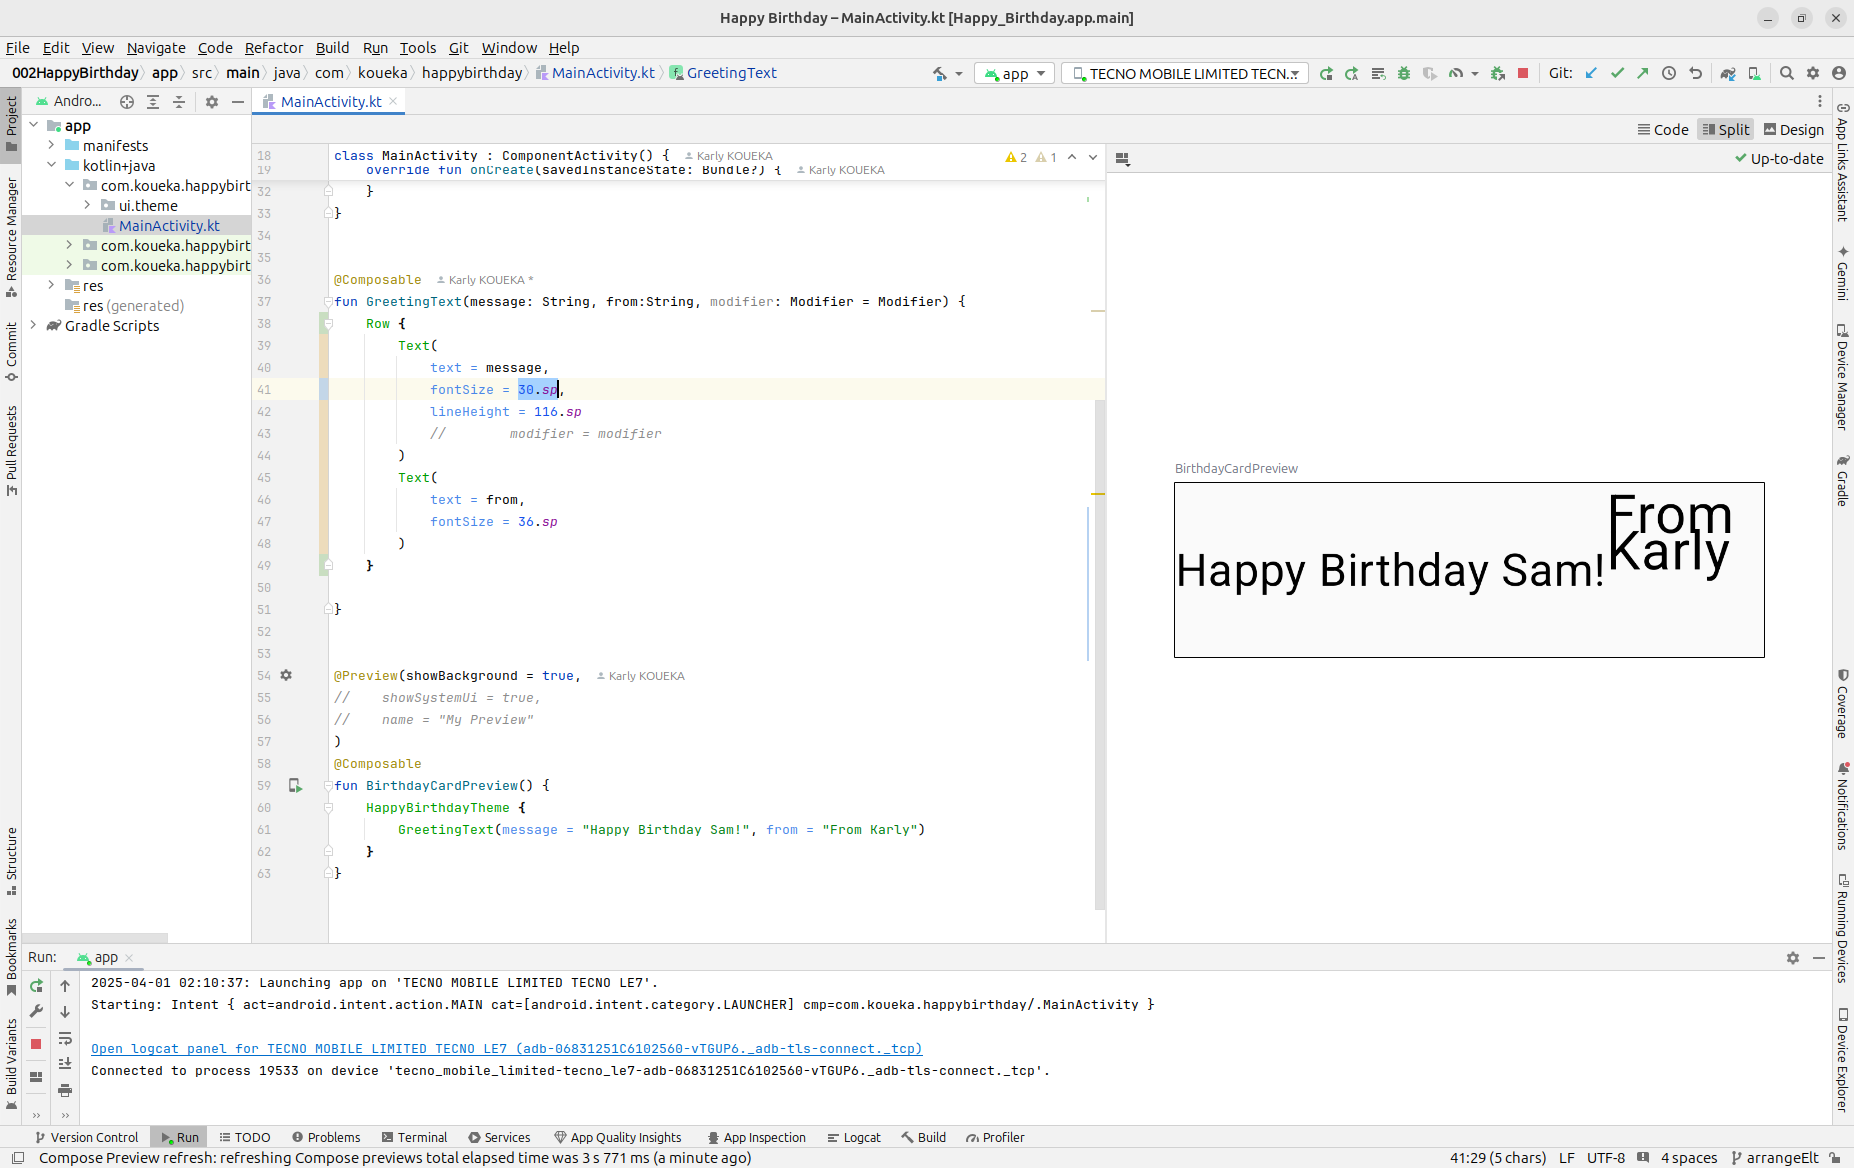 Happy Birthday – MainActivity.kt [Happy_Birthday.app.main]
File Edit View Navigate Code Refactor Build Run Tools Git Window Help
002HappyBirthday app src main java com koueka happybirthday MainActivity.kt GreetingText
app TECNO MOBILE LIMITED TECN... Git:
Andro... MainActivity.kt
Code Split Design
Up-to-date
app
manifests
kotlin+java
com.koueka.happybirt
ui.theme
MainActivity.kt
com.koueka.happybirt
com.koueka.happybirt
res
res (generated)
Gradle Scripts
18 class MainActivity : ComponentActivity() { Karly KOUEKA 2 1
19 override fun onCreate(savedInstanceState: Bundle?) { Karly KOUEKA
32 }
33 }
34
35
36 @Composable Karly KOUEKA *
37 fun GreetingText(message: String, from:String, modifier: Modifier = Modifier) {
38 Row {
39 Text(
40 text = message,
41 fontSize = 30.sp,
42 lineHeight = 116.sp
43 // modifier = modifier
44 )
45 Text(
46 text = from,
47 fontSize = 36.sp
48 )
49 }
50
51 }
52
53
54 @Preview(showBackground = true, Karly KOUEKA
55 // showSystemUi = true,
56 // name = "My Preview"
57 )
58 @Composable
59 fun BirthdayCardPreview() {
60 HappyBirthdayTheme {
61 GreetingText(message = "Happy Birthday Sam!", from = "From Karly")
62 }
63 }
BirthdayCardPreview
Happy Birthday Sam!
From
Karly
Project
Resource Manager
Commit
Pull Requests
Structure
Bookmarks
Build Variants
App Links Assistant
Gemini
Device Manager
Gradle
Coverage
Notifications
Running Devices
Device Explorer
Run: app
2025-04-01 02:10:37: Launching app on 'TECNO MOBILE LIMITED TECNO LE7'.
Starting: Intent { act=android.intent.action.MAIN cat=[android.intent.category.LAUNCHER] cmp=com.koueka.happybirthday/.MainActivity }
Open logcat panel for TECNO MOBILE LIMITED TECNO LE7 (adb-06831251C6102560-vTGUP6._adb-tls-connect._tcp)
Connected to process 19533 on device 'tecno_mobile_limited-tecno_le7-adb-06831251C6102560-vTGUP6._adb-tls-connect._tcp'.
Version Control Run TODO Problems Terminal Services App Quality Insights App Inspection Logcat Build Profiler
Compose Preview refresh: refreshing Compose previews total elapsed time was 3 s 771 ms (a minute ago) 41:29 (5 chars) LF UTF-8 4 spaces arrangeElt